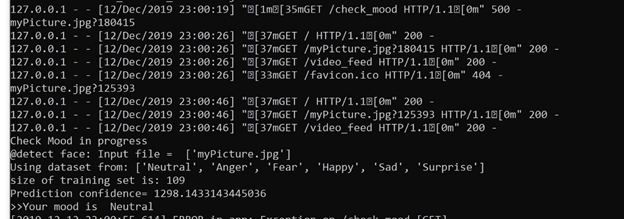 127.0.0.1 - - [12/Dec/2019 23:00:19] "␛[1m␛[35mGET /check_mood HTTP/1.1␛[0m" 500 -
myPicture.jpg?180415
127.0.0.1 - - [12/Dec/2019 23:00:26] "␛[37mGET / HTTP/1.1␛[0m" 200 -
127.0.0.1 - - [12/Dec/2019 23:00:26] "␛[37mGET /myPicture.jpg?180415 HTTP/1.1␛[0m" 200 -
127.0.0.1 - - [12/Dec/2019 23:00:26] "␛[37mGET /video_feed HTTP/1.1␛[0m" 200 -
127.0.0.1 - - [12/Dec/2019 23:00:26] "␛[33mGET /favicon.ico HTTP/1.1␛[0m" 404 -
myPicture.jpg?125393
127.0.0.1 - - [12/Dec/2019 23:00:46] "␛[37mGET / HTTP/1.1␛[0m" 200 -
127.0.0.1 - - [12/Dec/2019 23:00:46] "␛[37mGET /myPicture.jpg?125393 HTTP/1.1␛[0m" 200 -
127.0.0.1 - - [12/Dec/2019 23:00:46] "␛[37mGET /video_feed HTTP/1.1␛[0m" 200 -
Check Mood in progress
@detect face: Input file =  ['myPicture.jpg']
Using dataset from: ['Neutral', 'Anger', 'Fear', 'Happy', 'Sad', 'Surprise']
size of training set is: 109
Prediction confidence= 1298.1433143445036
>>Your mood is  Neutral
ERROR in app: Exception on /check_mood [GET]